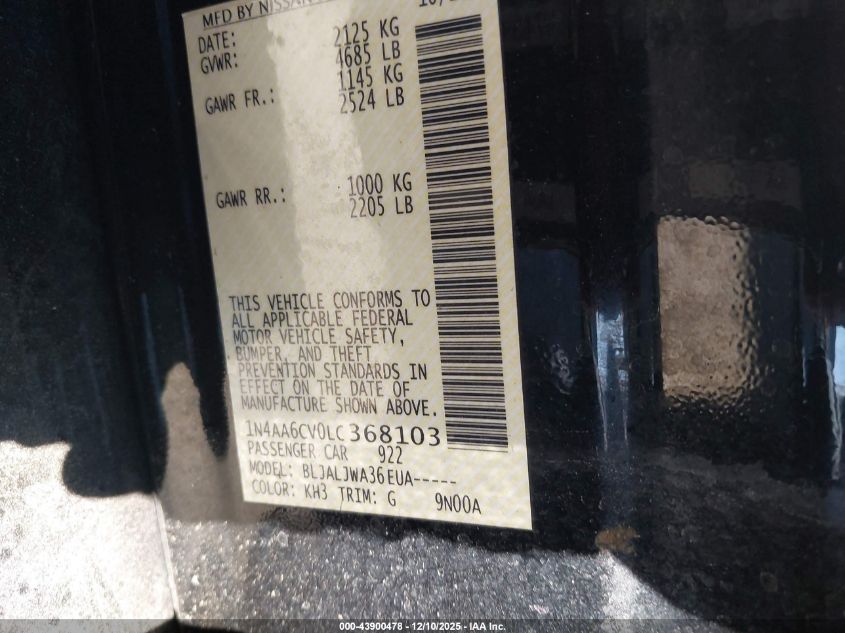 MFD BY NISSAN
DATE:
GVWR: 2125 KG
4685 LB
GAWR FR.: 1145 KG
2524 LB
GAWR RR.: 1000 KG
2205 LB
THIS VEHICLE CONFORMS TO
ALL APPLICABLE FEDERAL
MOTOR VEHICLE SAFETY,
BUMPER, AND THEFT
PREVENTION STANDARDS IN
EFFECT ON THE DATE OF
MANUFACTURE SHOWN ABOVE.
1N4AA6CV0LC368103
PASSENGER CAR 922
MODEL: BLJALJWA36EUA-----
COLOR: KH3 TRIM: G 9N00A
000-43900478 - 12/10/2025 - IAA Inc.